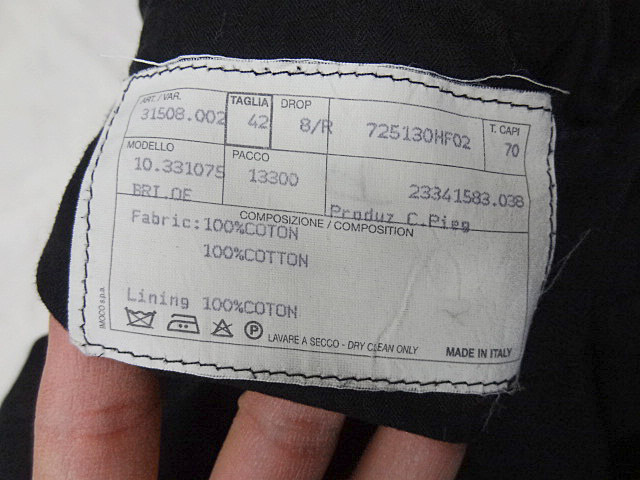 ART./VAR. TAGLIA DROP T. CAPI
31508.002 42 8/R 725130HF02 70
MODELLO PACCO
10.331075 13300 23341583.038
BRI.OE Produz C.Pieg
COMPOSIZIONE / COMPOSITION
Fabric:100%COTON
100%COTTON
Lining 100%COTON
P LAVARE A SECCO - DRY CLEAN ONLY MADE IN ITALY
IMOCO s.p.a.